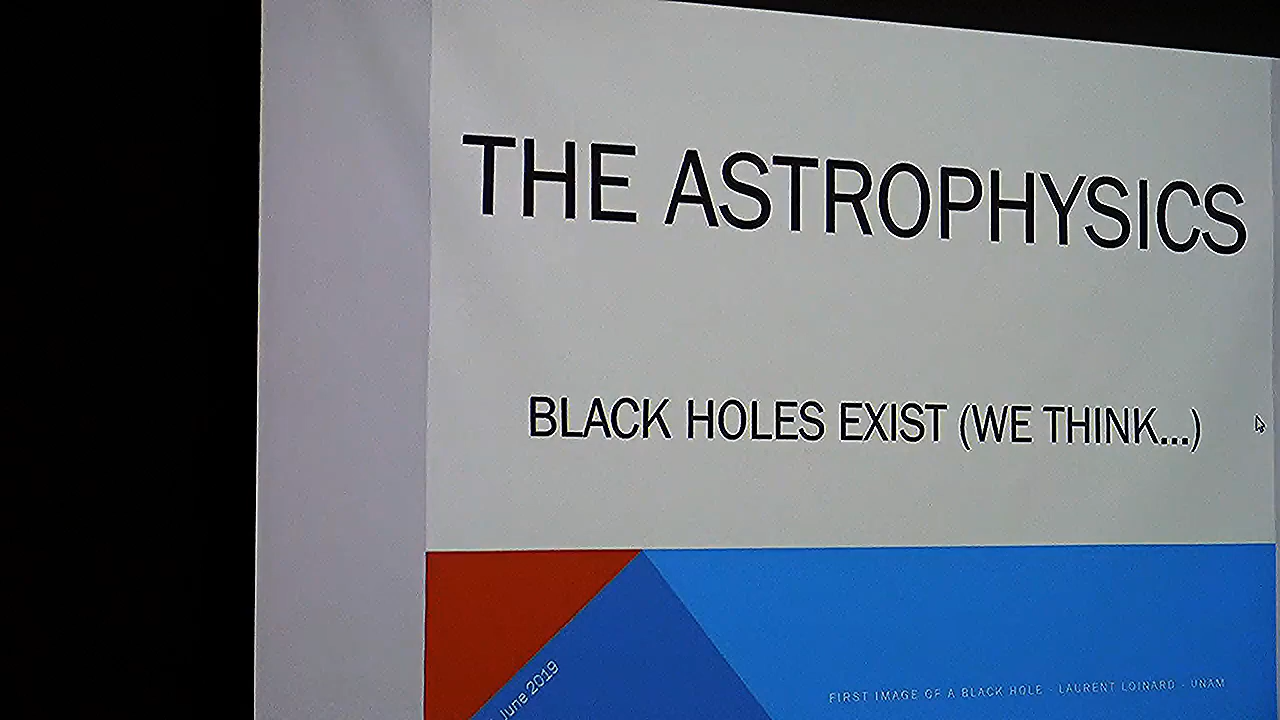 THE ASTROPHYSICS
BLACK HOLES EXIST (WE THINK...)
June 2019
FIRST IMAGE OF A BLACK HOLE - LAURENT LOINARD - UNAM